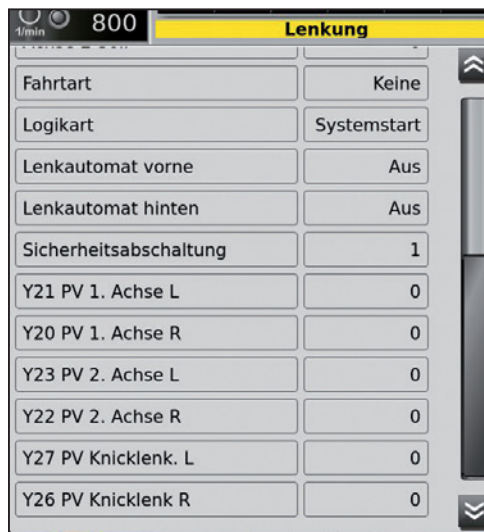 1/min 800 Lenkung
Fahrtart Keine
Logikart Systemstart
Lenkautomat vorne Aus
Lenkautomat hinten Aus
Sicherheitsabschaltung 1
Y21 PV 1. Achse L 0
Y20 PV 1. Achse R 0
Y23 PV 2. Achse L 0
Y22 PV 2. Achse R 0
Y27 PV Knicklenk. L 0
Y26 PV Knicklenk R 0